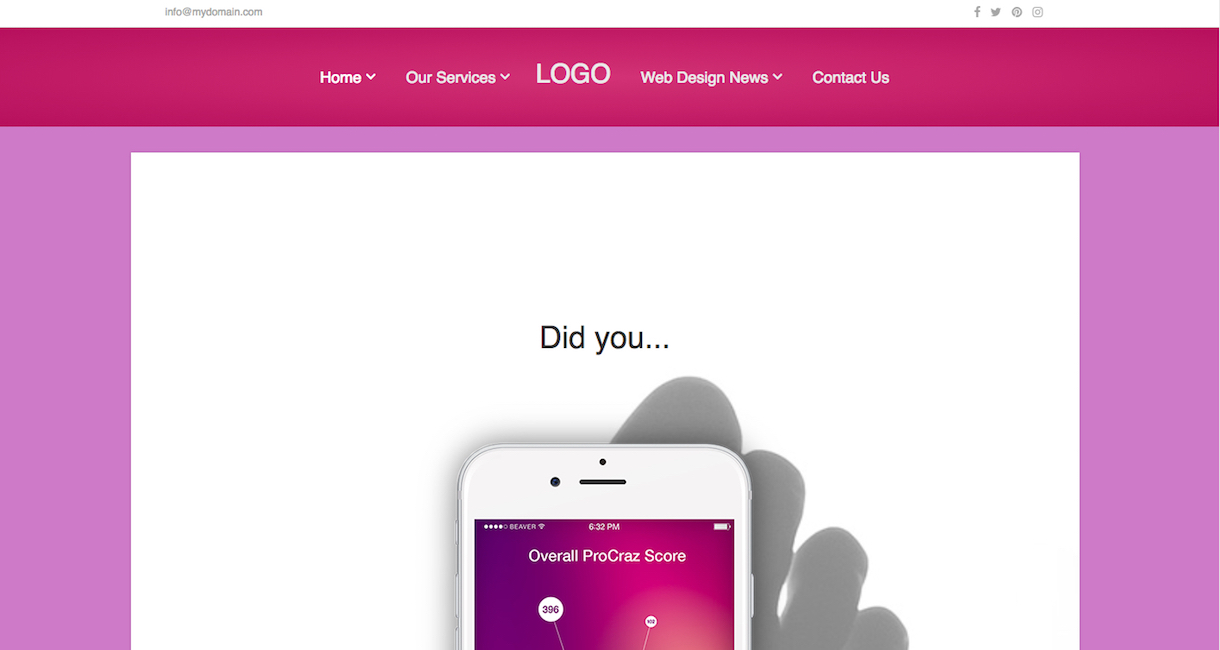 info@mydomain.com
Home Our Services LOGO Web Design News Contact Us
Did you...
BEAVER 6:32 PM
Overall ProCraz Score
396
102